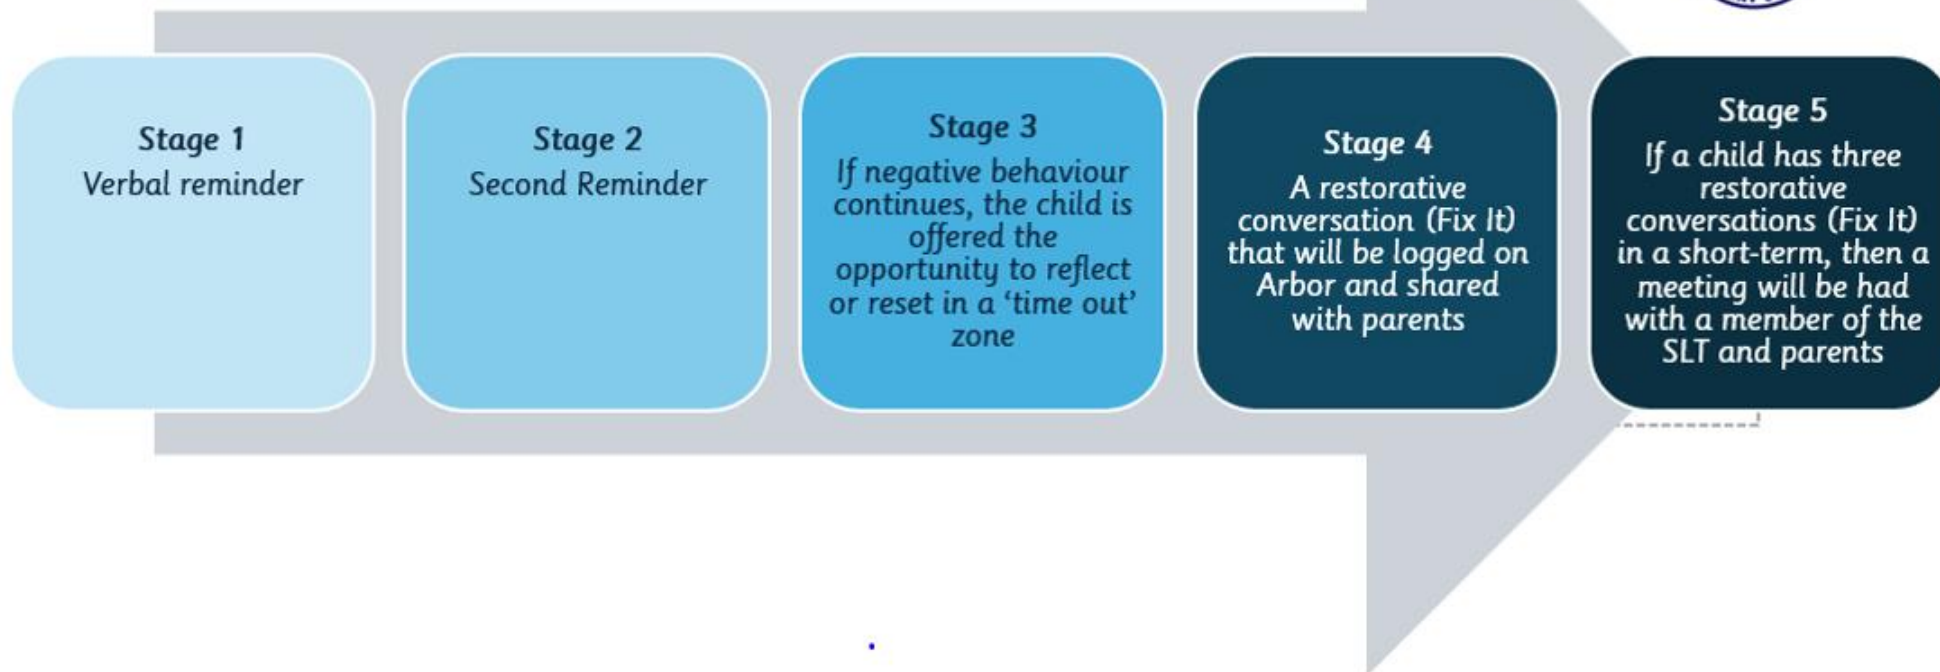 Stage 1
Verbal reminder
Stage 2
Second Reminder
Stage 3
If negative behaviour
continues, the child is
offered the
opportunity to reflect
or reset in a ‘time out’
zone
Stage 4
A restorative
conversation (Fix It)
that will be logged on
Arbor and shared
with parents
Stage 5
If a child has three
restorative
conversations (Fix It)
in a short-term, then a
meeting will be had
with a member of the
SLT and parents